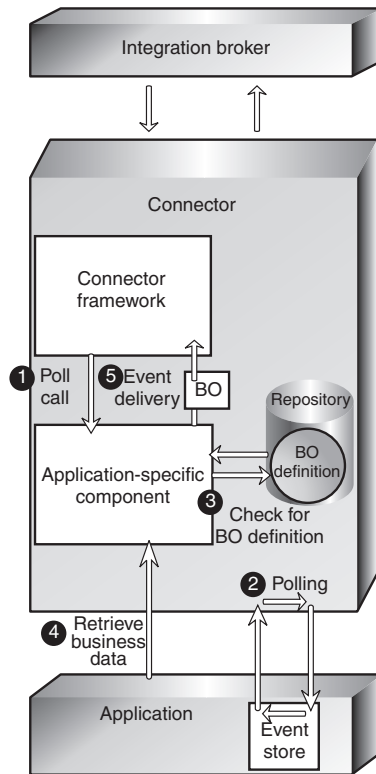 Integration broker
Connector
Connector
framework
1 Poll
call
5 Event
delivery
BO
Repository
BO
definition
Application-specific
component
3
Check for
BO definition
2 Polling
4 Retrieve
business
data
Application
Event
store